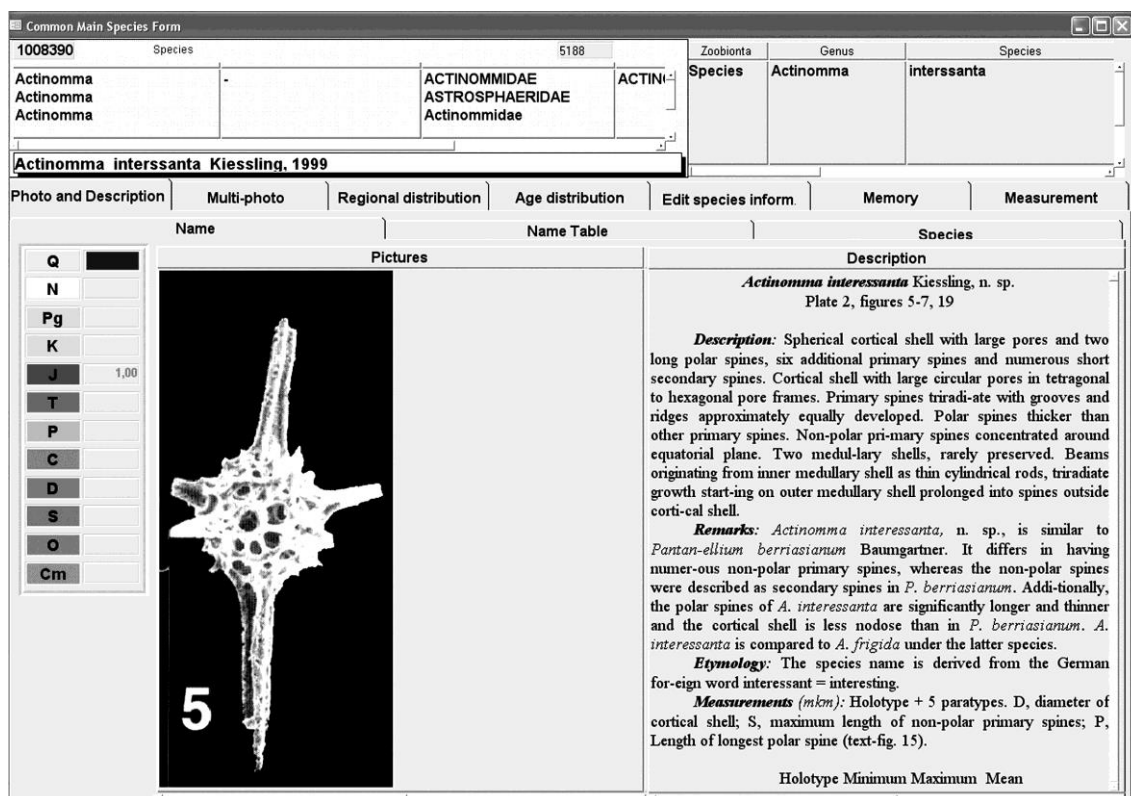 Common Main Species Form
1008390 Species 5188
Actinomma - ACTINOMMIDAE
Actinomma ASTROSPHAERIDAE
Actinomma Actinommidae
Actinomma interssanta Kiessling, 1999
Zoobionta Genus Species
Species Actinomma interssanta
Photo and Description Multi-photo Regional distribution Age distribution Edit species inform. Memory Measurement
Name Name Table Species
Q
N
Pg
K
J 1,00
T
P
C
D
S
O
Cm
Pictures
5
Description
Actinomma interessanta Kiessling, n. sp.
Plate 2, figures 5-7, 19
Description: Spherical cortical shell with large pores and two
long polar spines, six additional primary spines and numerous short
secondary spines. Cortical shell with large circular pores in tetragonal
to hexagonal pore frames. Primary spines triradi-ate with grooves and
ridges approximately equally developed. Polar spines thicker than
other primary spines. Non-polar pri-mary spines concentrated around
equatorial plane. Two medul-lary shells, rarely preserved. Beams
originating from inner medullary shell as thin cylindrical rods, triradiate
growth start-ing on outer medullary shell prolonged into spines outside
corti-cal shell.
Remarks: Actinomma interessanta, n. sp., is similar to
Pantan-ellium berriasianum Baumgartner. It differs in having
numer-ous non-polar primary spines, whereas the non-polar spines
were described as secondary spines in P. berriasianum. Addi-tionally,
the polar spines of A. interessanta are significantly longer and thinner
and the cortical shell is less nodose than in P. berriasianum. A.
interessanta is compared to A. frigida under the latter species.
Etymology: The species name is derived from the German
for-eign word interessant = interesting.
Measurements (mkm): Holotype + 5 paratypes. D, diameter of
cortical shell; S, maximum length of non-polar primary spines; P,
Length of longest polar spine (text-fig. 15).
Holotype Minimum Maximum Mean